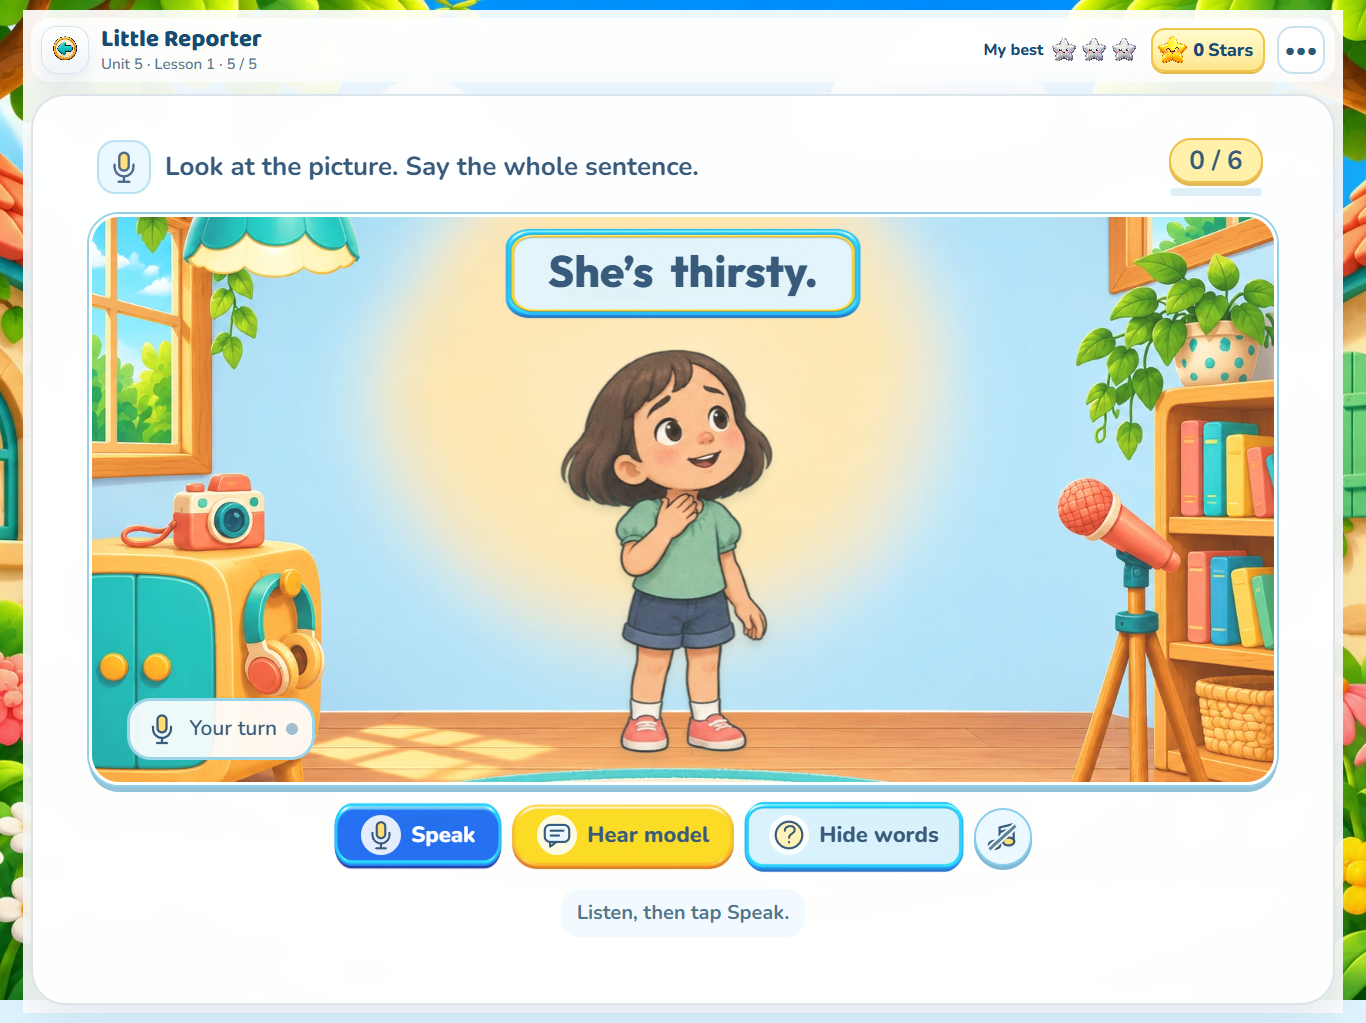 Little Reporter
Unit 5 · Lesson 1 · 5 / 5
My best
0 Stars
Look at the picture. Say the whole sentence.
0 / 6
She’s thirsty.
Your turn
Speak
Hear model
Hide words
Listen, then tap Speak.